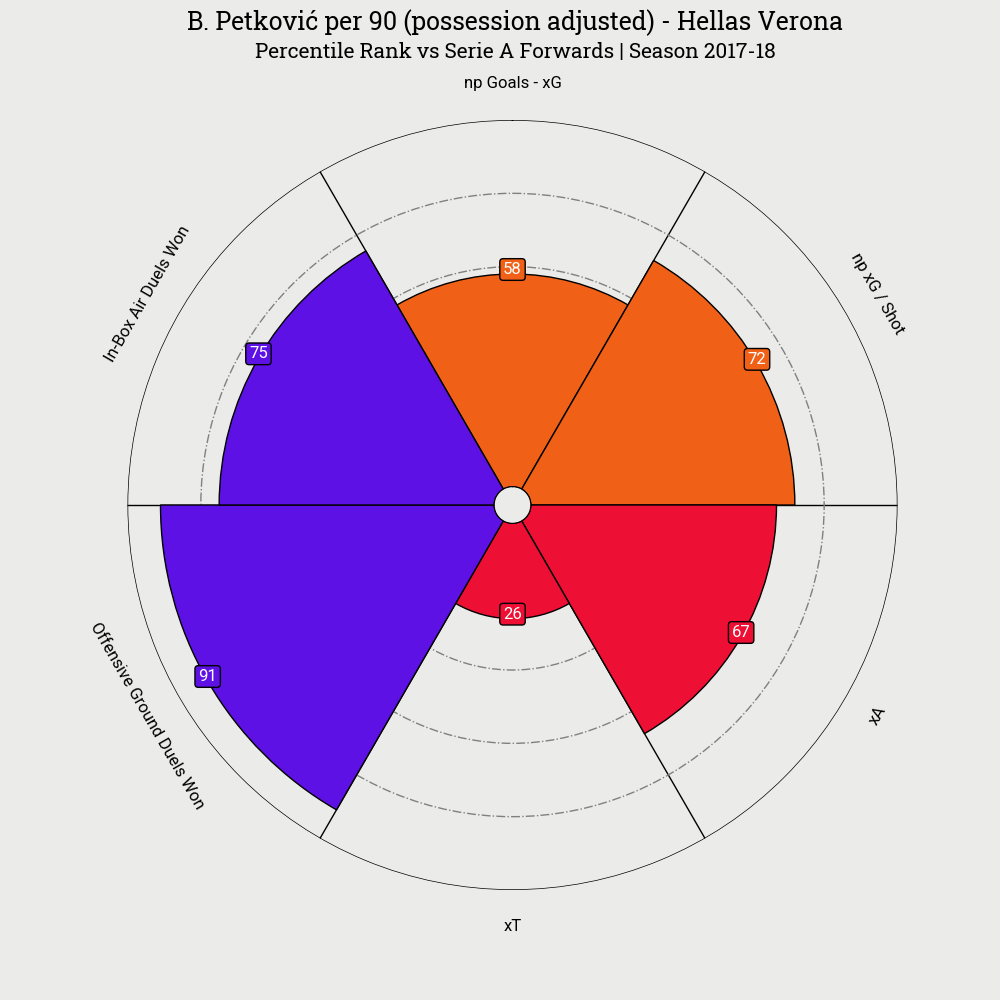 B. Petković per 90 (possession adjusted) - Hellas Verona
Percentile Rank vs Serie A Forwards | Season 2017-18
np Goals - xG
np xG / Shot
In-Box Air Duels Won
58
75
72
67
26
91
xA
Offensive Ground Duels Won
xT